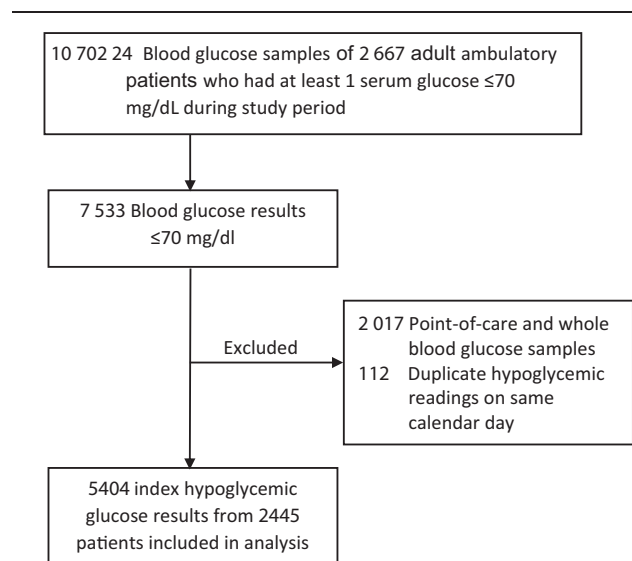 10 702 24 Blood glucose samples of 2 667 adult ambulatory
patients who had at least 1 serum glucose ≤70
mg/dL during study period
7 533 Blood glucose results
≤70 mg/dl
Excluded
2 017 Point-of-care and whole
blood glucose samples
112 Duplicate hypoglycemic
readings on same
calendar day
5404 index hypoglycemic
glucose results from 2445
patients included in analysis